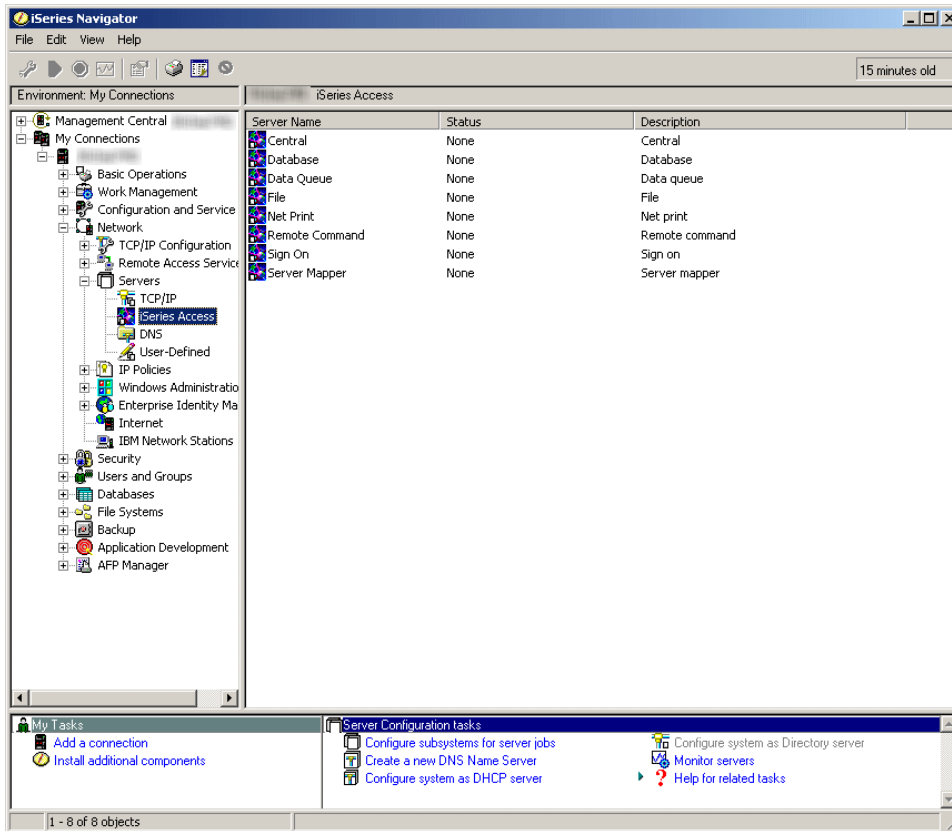 iSeries Navigator
File Edit View Help
15 minutes old
Environment: My Connections
iSeries Access
Management Central
My Connections
Basic Operations
Work Management
Configuration and Service
Network
TCP/IP Configuration
Remote Access Service
Servers
TCP/IP
iSeries Access
DNS
User-Defined
IP Policies
Windows Administratio
Enterprise Identity Ma
Internet
IBM Network Stations
Security
Users and Groups
Databases
File Systems
Backup
Application Development
AFP Manager
Server Name Status Description
Central None Central
Database None Database
Data Queue None Data queue
File None File
Net Print None Net print
Remote Command None Remote command
Sign On None Sign on
Server Mapper None Server mapper
My Tasks
Add a connection
Install additional components
Server Configuration tasks
Configure subsystems for server jobs
Create a new DNS Name Server
Configure system as DHCP server
Configure system as Directory server
Monitor servers
Help for related tasks
1 - 8 of 8 objects